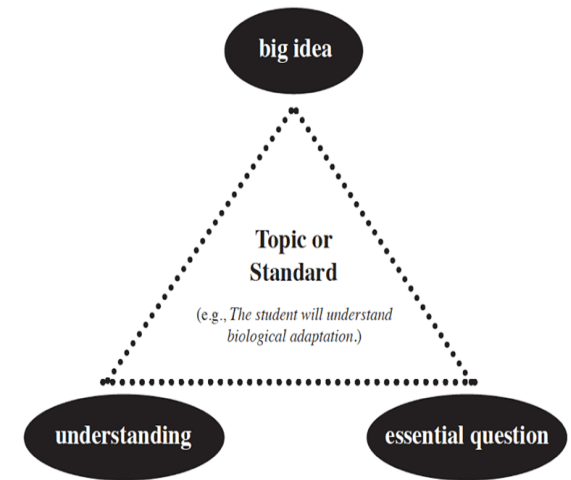 big idea
Topic or
Standard
(e.g., The student will understand
biological adaptation.)
understanding
essential question